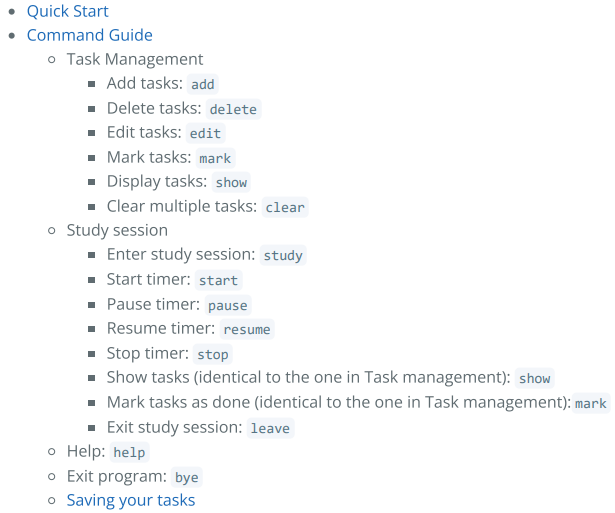 Quick Start
Command Guide
Task Management
Add tasks: add
Delete tasks: delete
Edit tasks: edit
Mark tasks: mark
Display tasks: show
Clear multiple tasks: clear
Study session
Enter study session: study
Start timer: start
Pause timer: pause
Resume timer: resume
Stop timer: stop
Show tasks (identical to the one in Task management): show
Mark tasks as done (identical to the one in Task management): mark
Exit study session: leave
Help: help
Exit program: bye
Saving your tasks